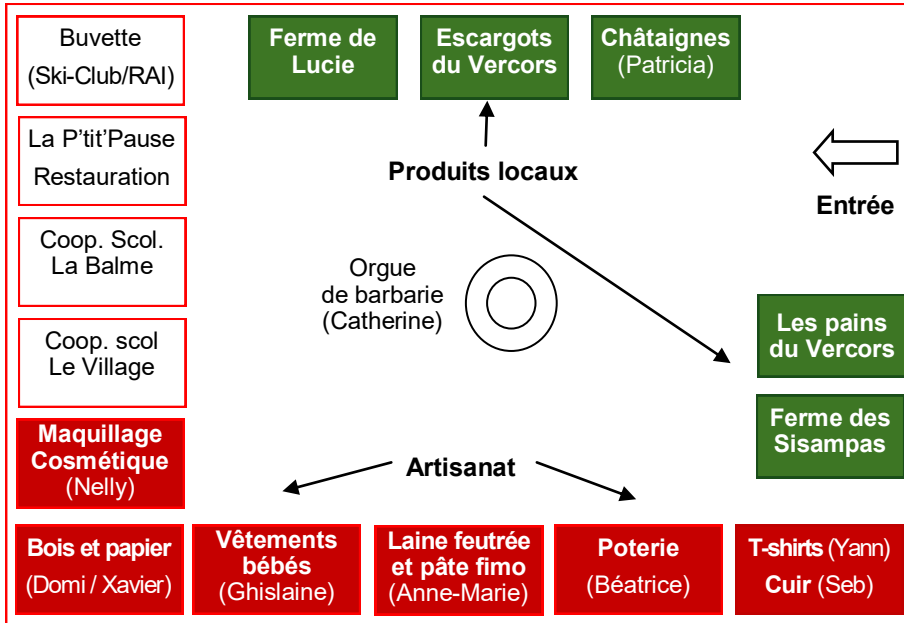 Buvette
(Ski-Club/RAI)
Ferme de
Lucie
Escargots
du Vercors
Châtaignes
(Patricia)
La P’tit’Pause
Restauration
Produits locaux
Entrée
Coop. Scol.
La Balme
Orgue
de barbarie
(Catherine)
Coop. scol
Le Village
Les pains
du Vercors
Ferme des
Sisampas
Maquillage
Cosmétique
(Nelly)
Artisanat
Bois et papier
(Domi / Xavier)
Vêtements
bébés
(Ghislaine)
Laine feutrée
et pâte fimo
(Anne-Marie)
Poterie
(Béatrice)
T-shirts (Yann)
Cuir (Seb)